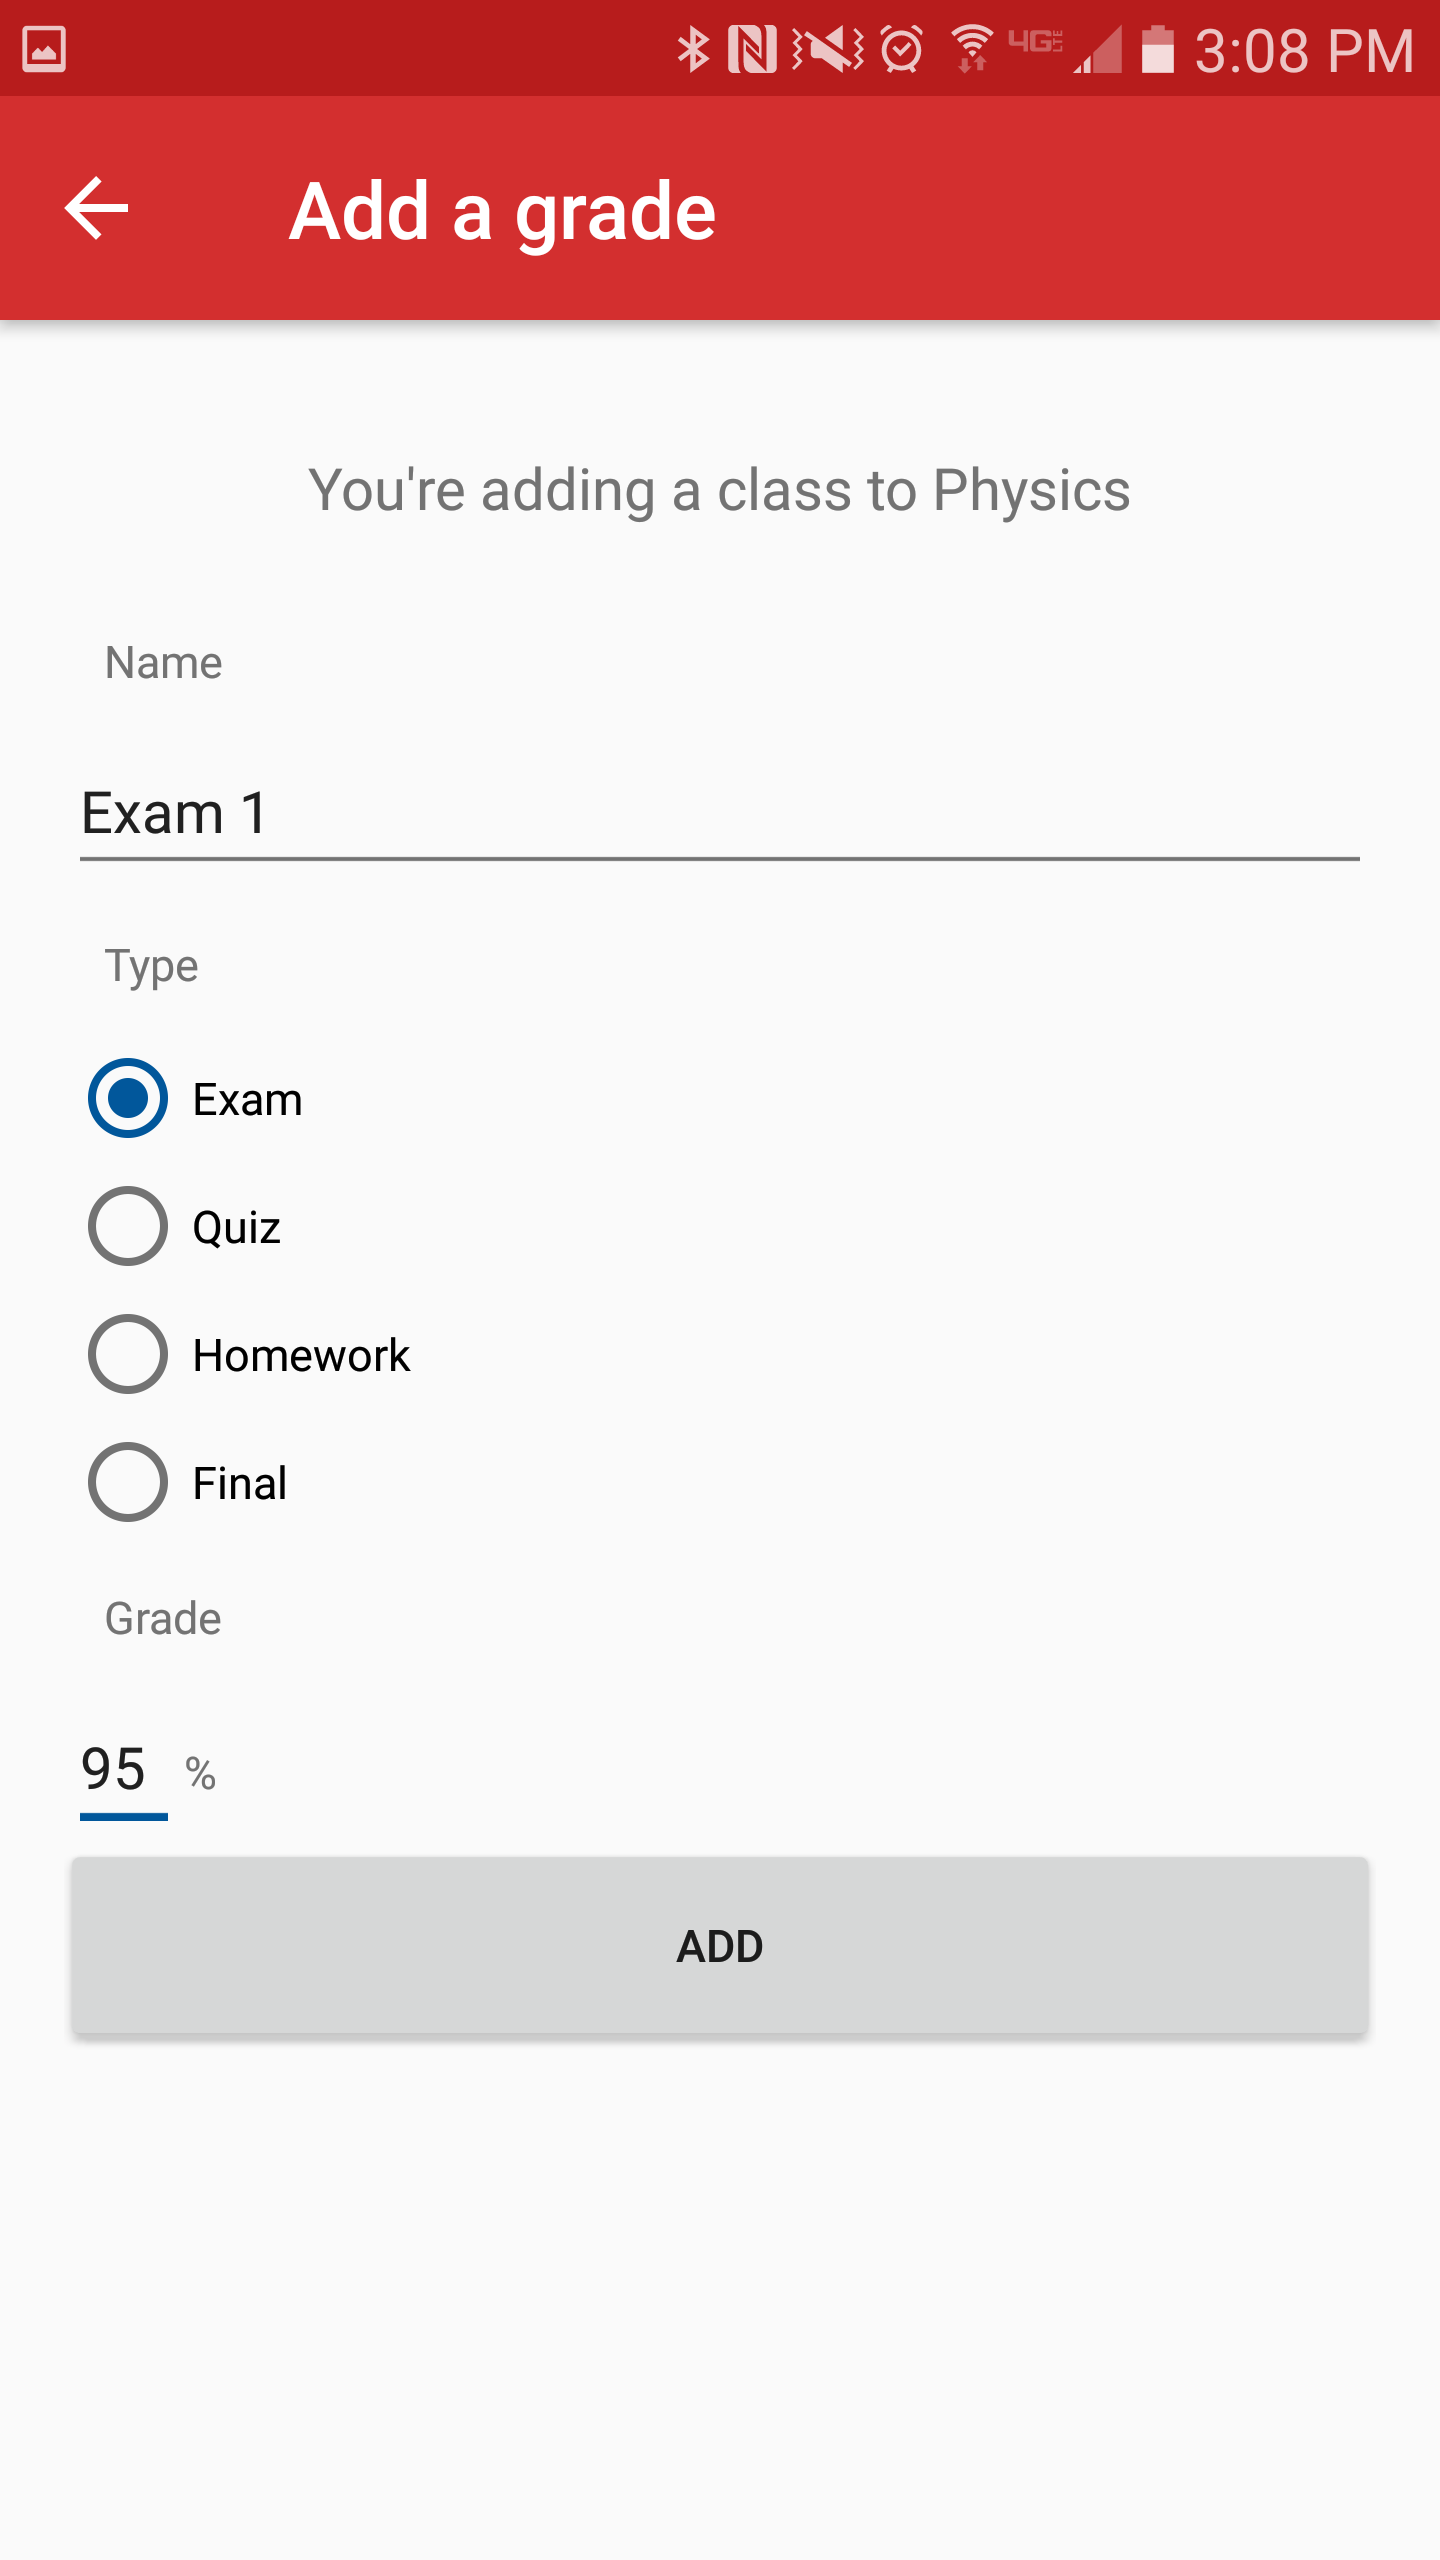 4G LTE 3:08 PM
Add a grade
You're adding a class to Physics
Name
Exam 1
Type
Exam
Quiz
Homework
Final
Grade
95 %
ADD